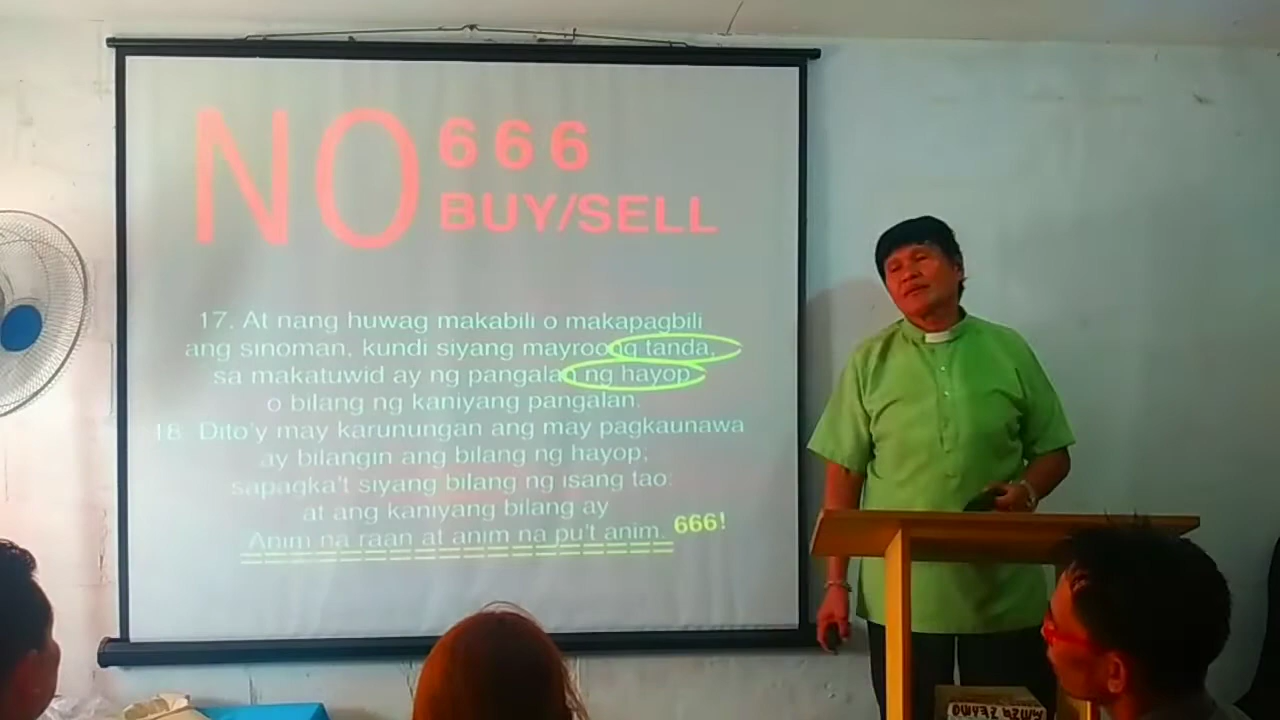 NO 666
BUY/SELL
17. At nang huwag makabili o makapagbili
ang sinoman, kundi siyang mayroong tanda,
sa makatuwid ay ng pangalan ng hayop
o bilang ng kaniyang pangalan.
18. Dito'y may karunungan ang may pagkaunawa
ay bilangin ang bilang ng hayop;
sapagka't siyang bilang ng isang tao:
at ang kaniyang bilang ay
Anim na raan at anim na pu't anim. 666!